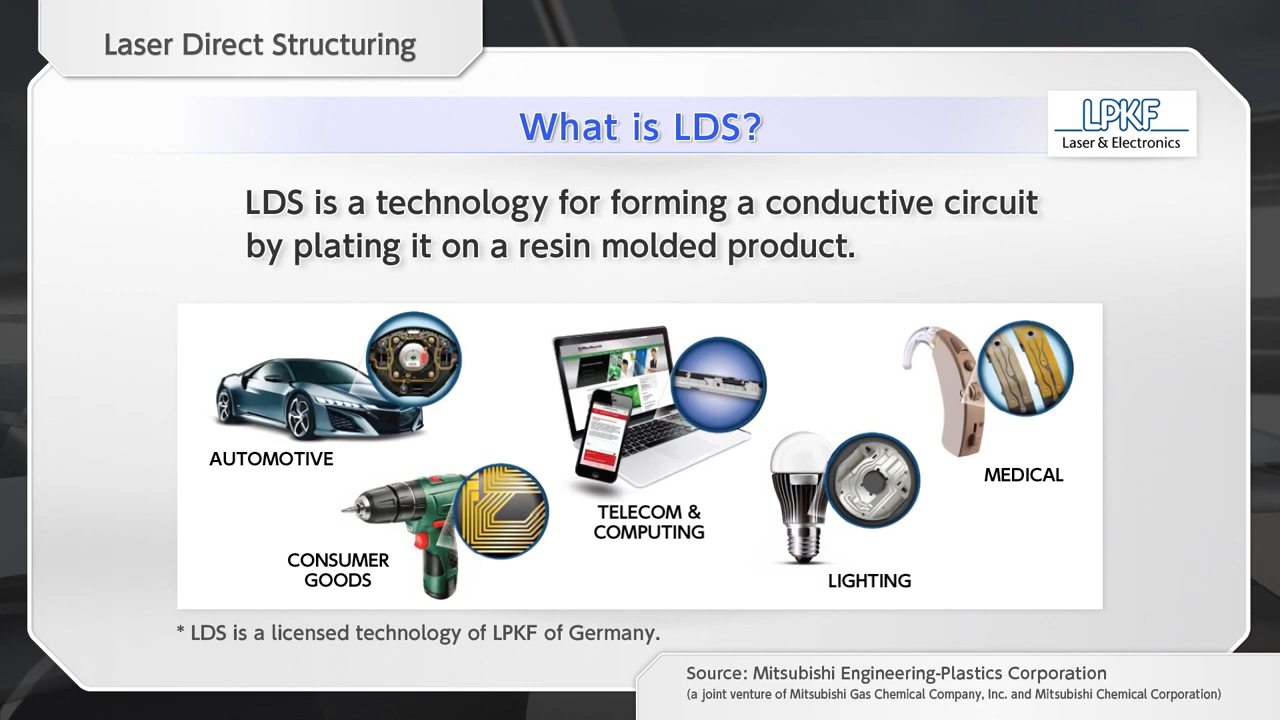 Laser Direct Structuring
What is LDS?
LPKF
Laser & Electronics
LDS is a technology for forming a conductive circuit
by plating it on a resin molded product.
AUTOMOTIVE
CONSUMER
GOODS
TELECOM &
COMPUTING
LIGHTING
MEDICAL
* LDS is a licensed technology of LPKF of Germany.
Source: Mitsubishi Engineering-Plastics Corporation
(a joint venture of Mitsubishi Gas Chemical Company, Inc. and Mitsubishi Chemical Corporation)